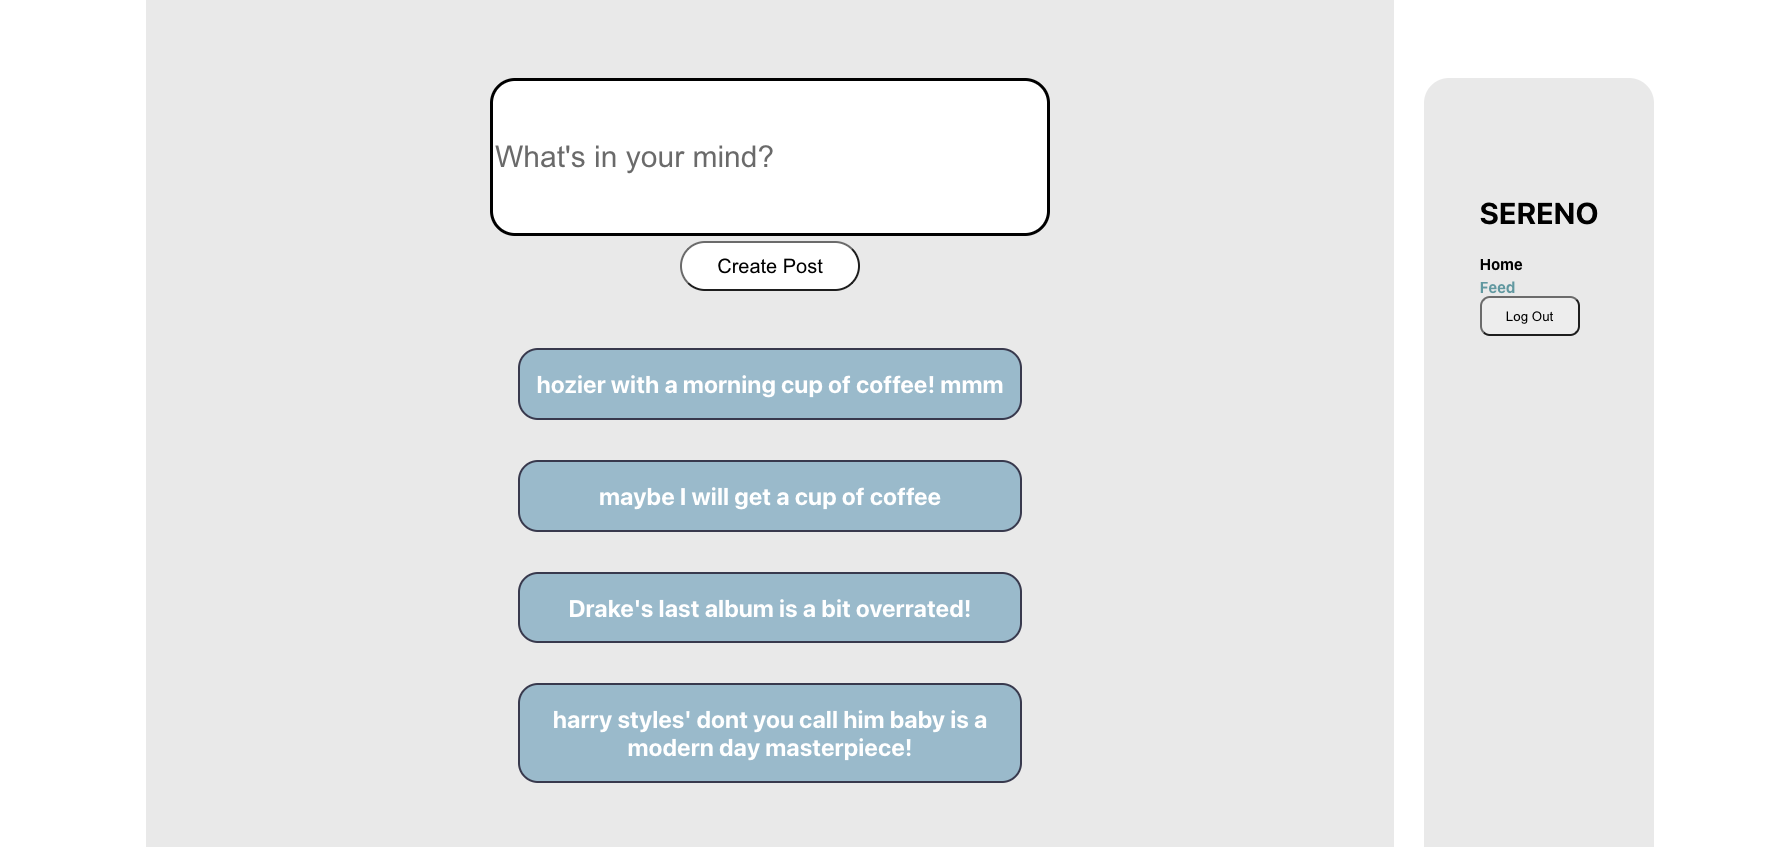 What's in your mind?
Create Post
hozier with a morning cup of coffee! mmm
maybe I will get a cup of coffee
Drake's last album is a bit overrated!
harry styles' dont you call him baby is a
modern day masterpiece!
SERENO
Home
Feed
Log Out